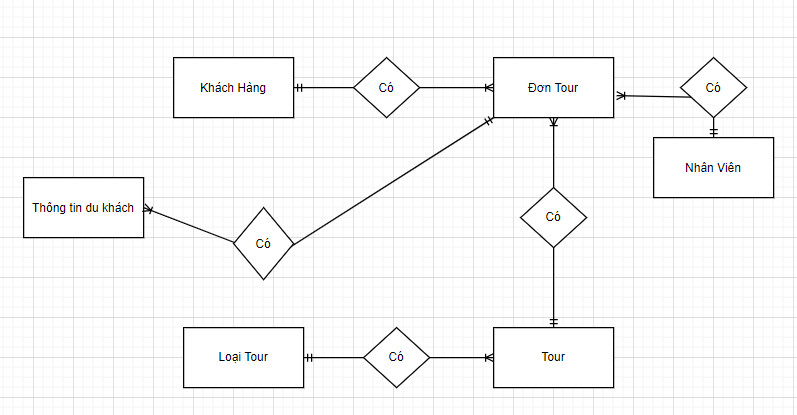 Khách Hàng
Có
Đơn Tour
Có
Nhân Viên
Thông tin du khách
Có
Có
Loại Tour
Có
Tour